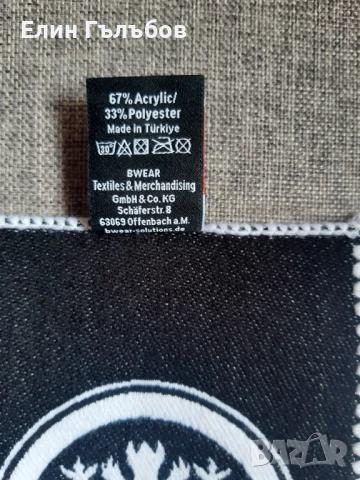 Елин Гълъбов
67% Acrylic/
33% Polyester
Made in Türkiye
30°
BWEAR
Textiles & Merchandising
GmbH & Co. KG
Schäferstr. 8
63069 Offenbach a.M.
bwear-solutions.de
BAZAR